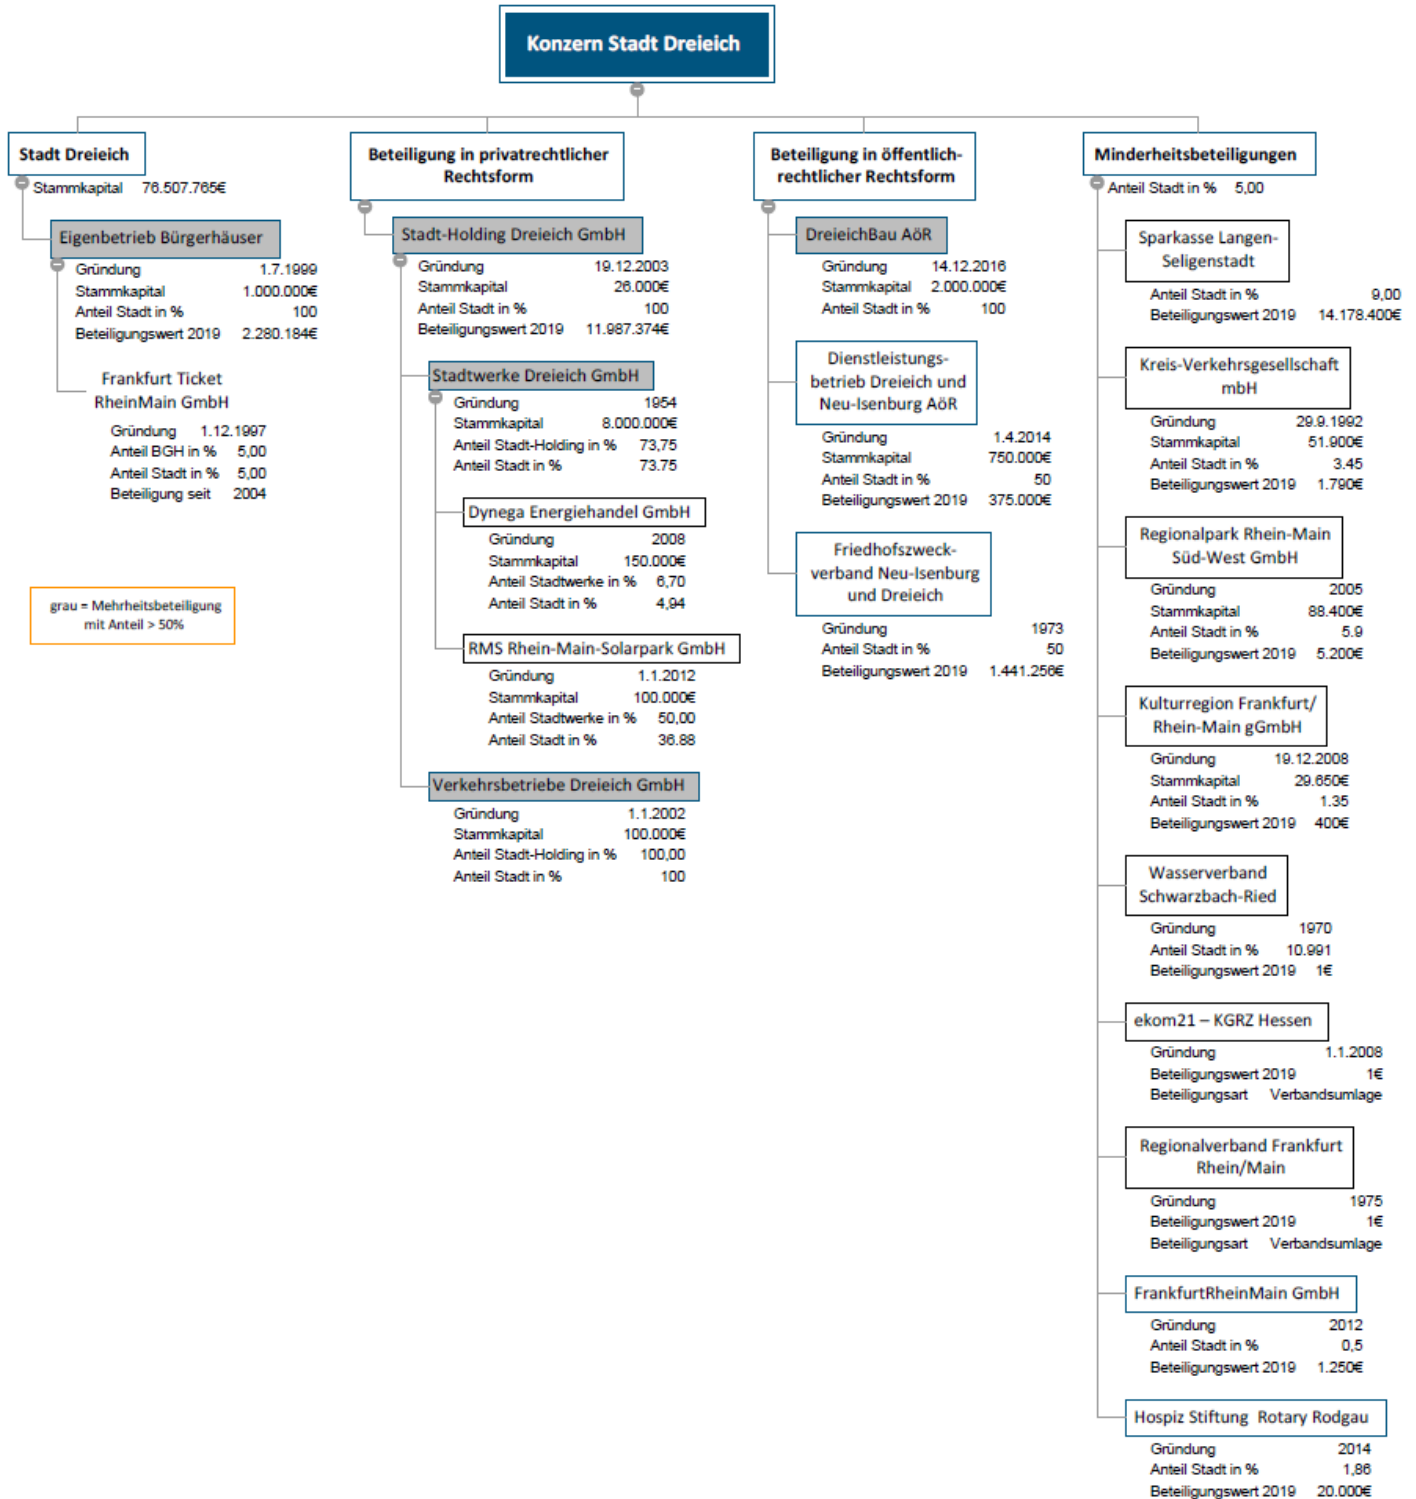 Konzern Stadt Dreieich
Stadt Dreieich
Stammkapital 76.507.765€
Eigenbetrieb Bürgerhäuser
Gründung 1.7.1999
Stammkapital 1.000.000€
Anteil Stadt in % 100
Beteiligungswert 2019 2.280.184€
Frankfurt Ticket
RheinMain GmbH
Gründung 1.12.1997
Anteil BGH in % 5,00
Anteil Stadt in % 5,00
Beteiligung seit 2004
grau = Mehrheitsbeteiligung
mit Anteil > 50%
Beteiligung in privatrechtlicher
Rechtsform
Stadt-Holding Dreieich GmbH
Gründung 19.12.2003
Stammkapital 26.000€
Anteil Stadt in % 100
Beteiligungswert 2019 11.987.374€
Stadtwerke Dreieich GmbH
Gründung 1954
Stammkapital 8.000.000€
Anteil Stadt-Holding in % 73,75
Anteil Stadt in % 73.75
Dynega Energiehandel GmbH
Gründung 2008
Stammkapital 150.000€
Anteil Stadtwerke in % 6,70
Anteil Stadt in % 4,94
RMS Rhein-Main-Solarpark GmbH
Gründung 1.1.2012
Stammkapital 100.000€
Anteil Stadtwerke in % 50,00
Anteil Stadt in % 36.88
Verkehrsbetriebe Dreieich GmbH
Gründung 1.1.2002
Stammkapital 100.000€
Anteil Stadt-Holding in % 100,00
Anteil Stadt in % 100
Beteiligung in öffentlich-
rechtlicher Rechtsform
DreieichBau AöR
Gründung 14.12.2016
Stammkapital 2.000.000€
Anteil Stadt in % 100
Dienstleistungs-
betrieb Dreieich und
Neu-Isenburg AöR
Gründung 1.4.2014
Stammkapital 750.000€
Anteil Stadt in % 50
Beteiligungswert 2019 375.000€
Friedhofszweck-
verband Neu-Isenburg
und Dreieich
Gründung 1973
Anteil Stadt in % 50
Beteiligungswert 2019 1.441.256€
Minderheitsbeteiligungen
Anteil Stadt in % 5,00
Sparkasse Langen-
Seligenstadt
Anteil Stadt in % 9,00
Beteiligungswert 2019 14.178.400€
Kreis-Verkehrsgesellschaft
mbH
Gründung 29.9.1992
Stammkapital 51.900€
Anteil Stadt in % 3.45
Beteiligungswert 2019 1.790€
Regionalpark Rhein-Main
Süd-West GmbH
Gründung 2005
Stammkapital 88.400€
Anteil Stadt in % 5.9
Beteiligungswert 2019 5.200€
Kulturregion Frankfurt/
Rhein-Main gGmbH
Gründung 19.12.2008
Stammkapital 29.650€
Anteil Stadt in % 1.35
Beteiligungswert 2019 400€
Wasserverband
Schwarzbach-Ried
Gründung 1970
Anteil Stadt in % 10.991
Beteiligungswert 2019 1€
ekom21 – KGRZ Hessen
Gründung 1.1.2008
Beteiligungswert 2019 1€
Beteiligungsart Verbandsumlage
Regionalverband Frankfurt
Rhein/Main
Gründung 1975
Beteiligungswert 2019 1€
Beteiligungsart Verbandsumlage
FrankfurtRheinMain GmbH
Gründung 2012
Anteil Stadt in % 0,5
Beteiligungswert 2019 1.250€
Hospiz Stiftung Rotary Rodgau
Gründung 2014
Anteil Stadt in % 1,86
Beteiligungswert 2019 20.000€